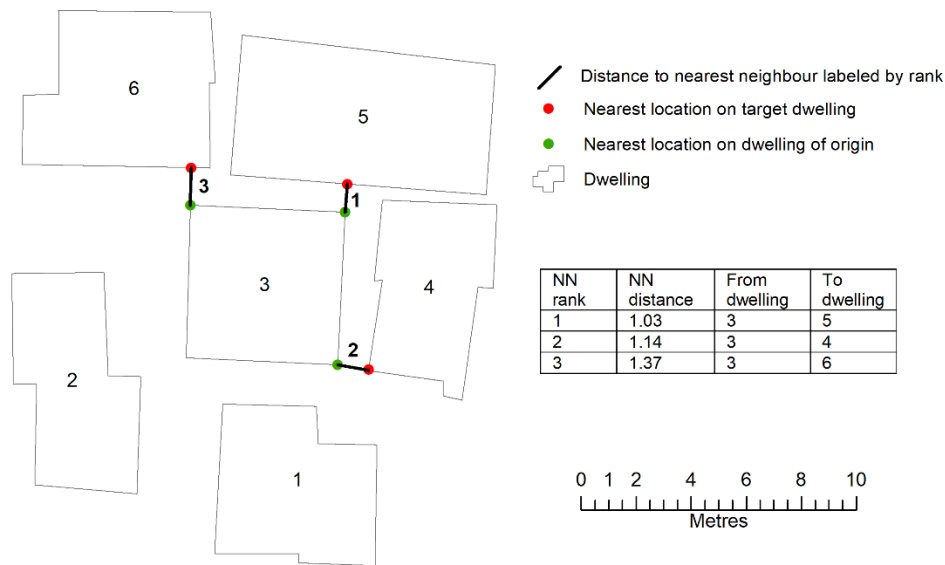 6
5
3
1
3
4
2
2
1
Distance to nearest neighbour labeled by rank
Nearest location on target dwelling
Nearest location on dwelling of origin
Dwelling
NN rank NN distance From dwelling To dwelling
1 1.03 3 5
2 1.14 3 4
3 1.37 3 6
0 1 2 4 6 8 10
Metres